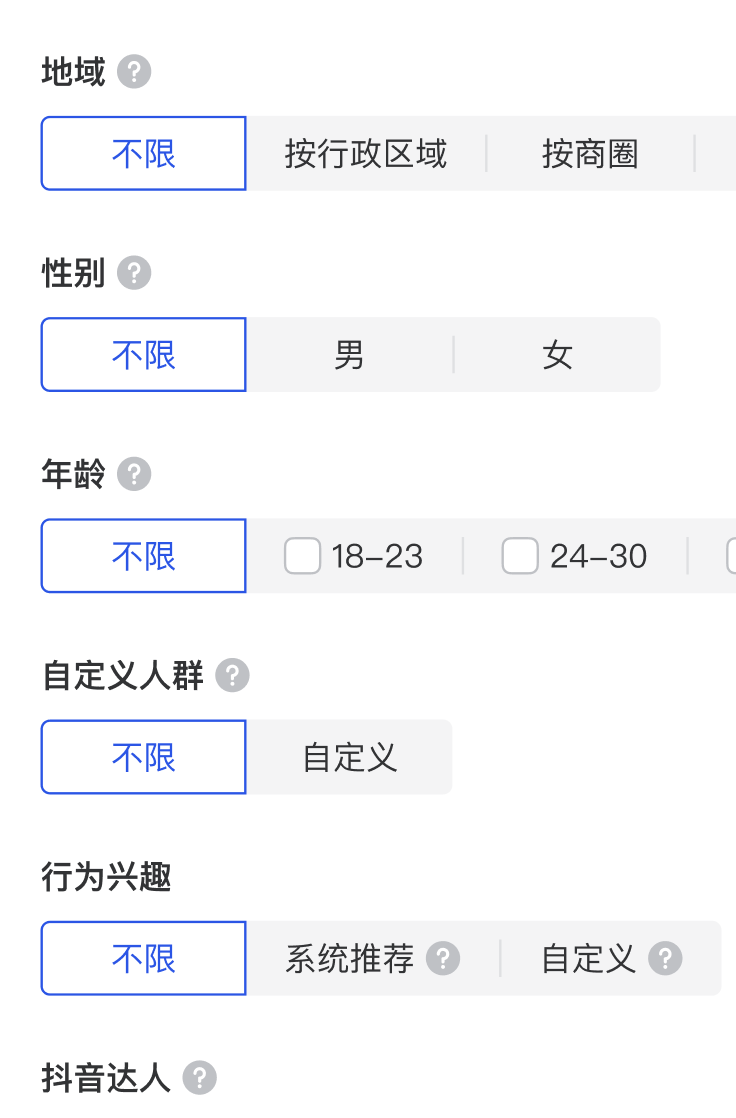 地域 ?
不限 按行政区域 按商圈
性别 ?
不限 男 女
年龄 ?
不限 18-23 24-30
自定义人群 ?
不限 自定义
行为兴趣
不限 系统推荐 ? 自定义 ?
抖音达人 ?